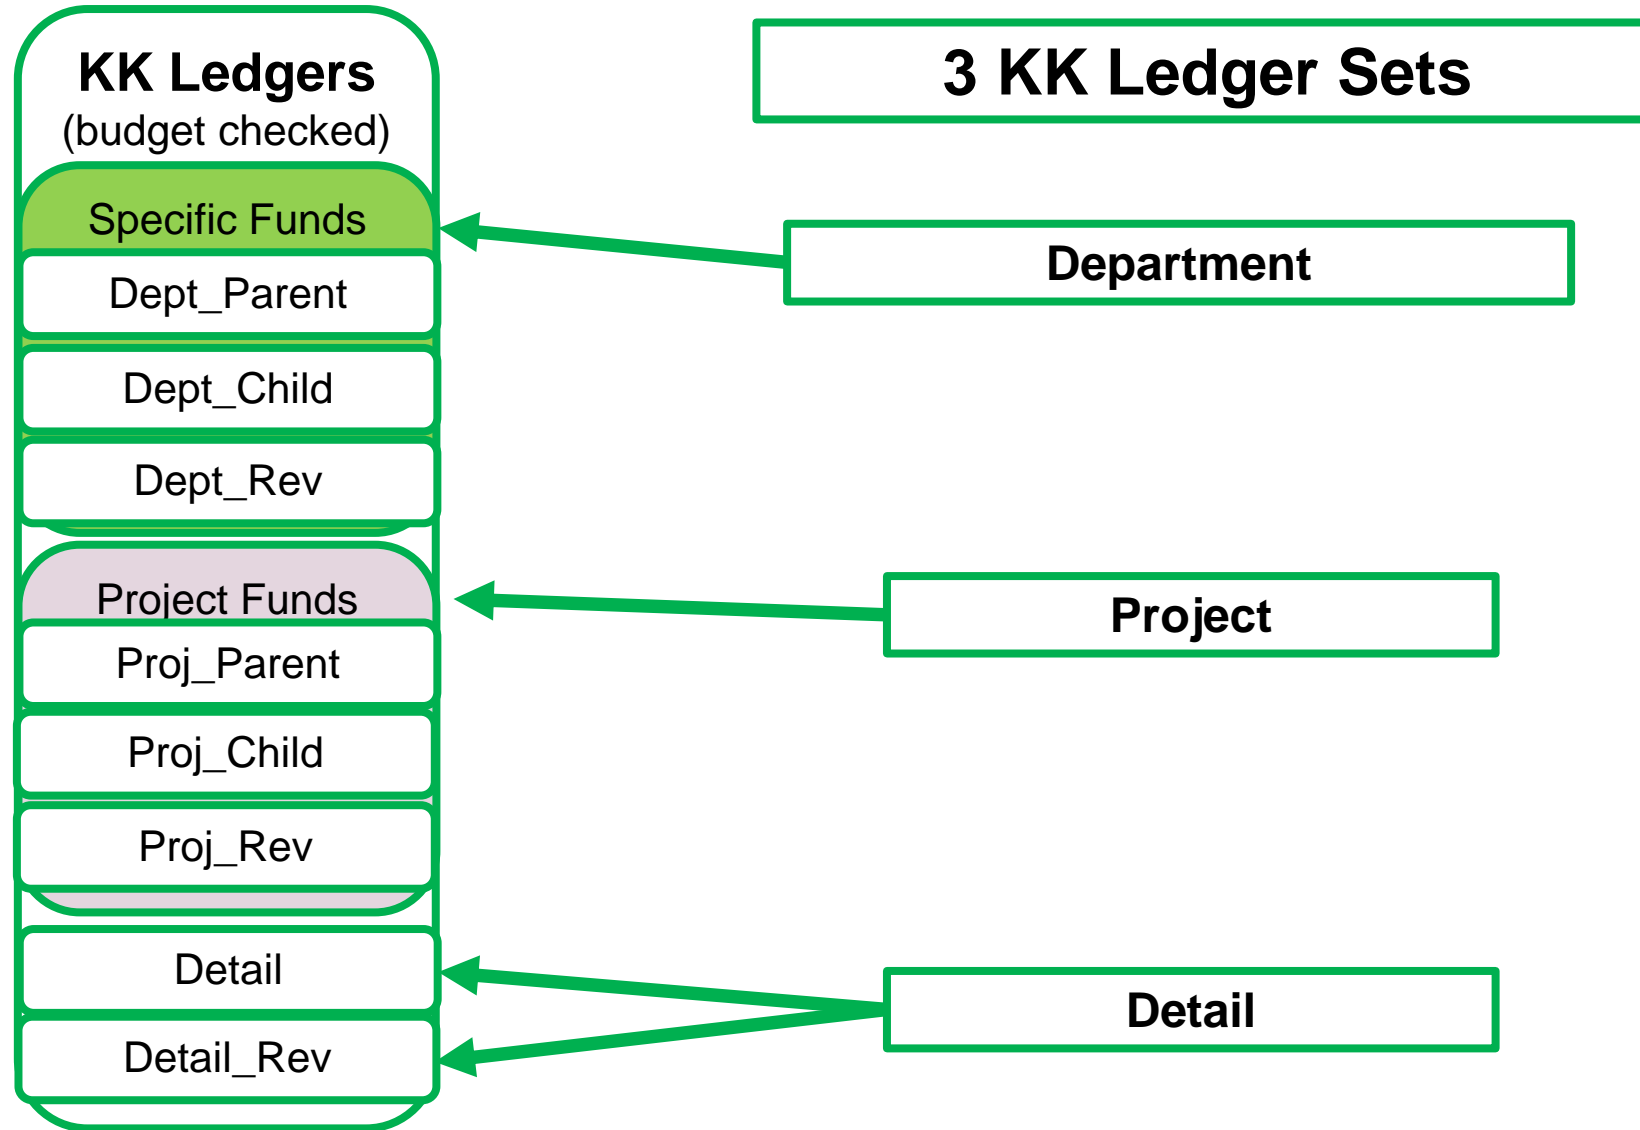 KK Ledgers
(budget checked)
Specific Funds
Dept_Parent
Dept_Child
Dept_Rev
Project Funds
Proj_Parent
Proj_Child
Proj_Rev
Detail
Detail_Rev
3 KK Ledger Sets
Department
Project
Detail